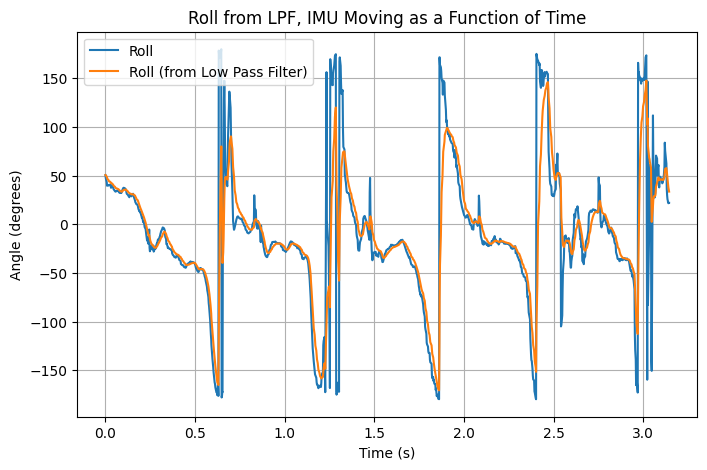 Roll from LPF, IMU Moving as a Function of Time
Roll
Roll (from Low Pass Filter)
Angle (degrees)
150
100
50
0
−50
−100
−150
0.0 0.5 1.0 1.5 2.0 2.5 3.0
Time (s)